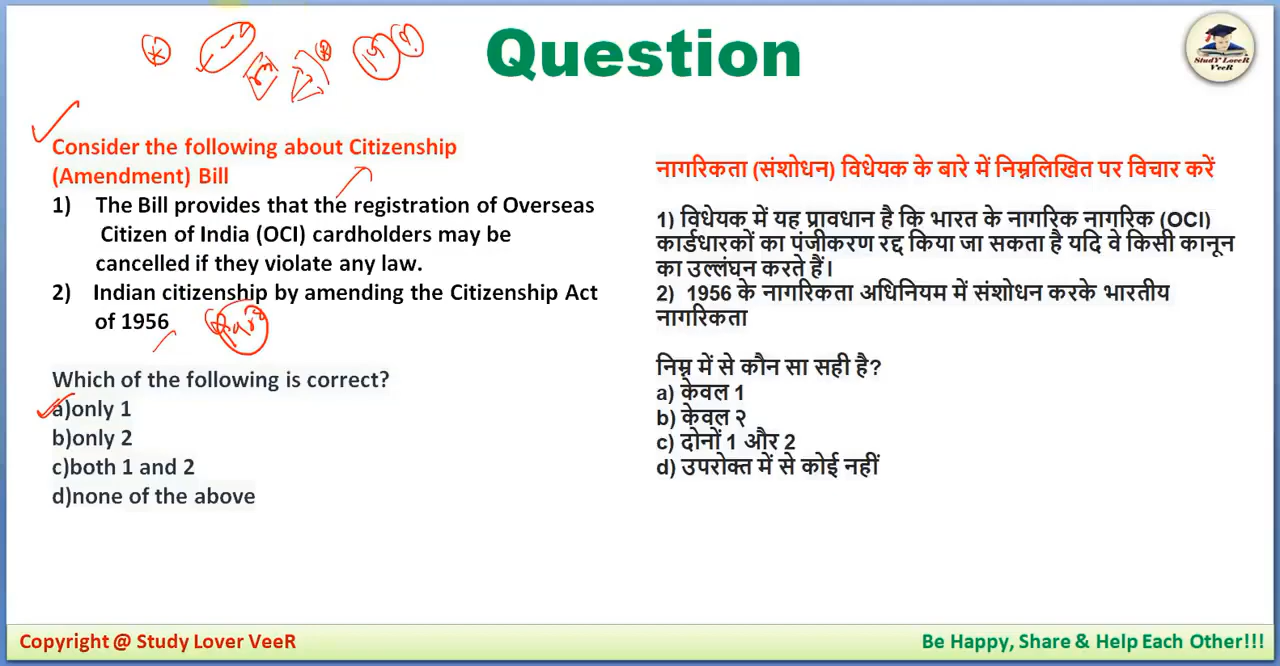 Question
StudY LoveR
VeeR
Consider the following about Citizenship
(Amendment) Bill
1) The Bill provides that the registration of Overseas
Citizen of India (OCI) cardholders may be
cancelled if they violate any law.
2) Indian citizenship by amending the Citizenship Act
of 1956
Which of the following is correct?
a)only 1
b)only 2
c)both 1 and 2
d)none of the above
नागरिकता (संशोधन) विधेयक के बारे में निम्नलिखित पर विचार करें
1) विधेयक में यह प्रावधान है कि भारत के नागरिक नागरिक (OCI)
कार्डधारकों का पंजीकरण रद्द किया जा सकता है यदि वे किसी कानून
का उल्लंघन करते हैं।
2) 1956 के नागरिकता अधिनियम में संशोधन करके भारतीय
नागरिकता
निम्न में से कौन सा सही है?
a) केवल 1
b) केवल २
c) दोनों 1 और 2
d) उपरोक्त में से कोई नहीं
Copyright @ Study Lover VeeR
Be Happy, Share & Help Each Other!!!